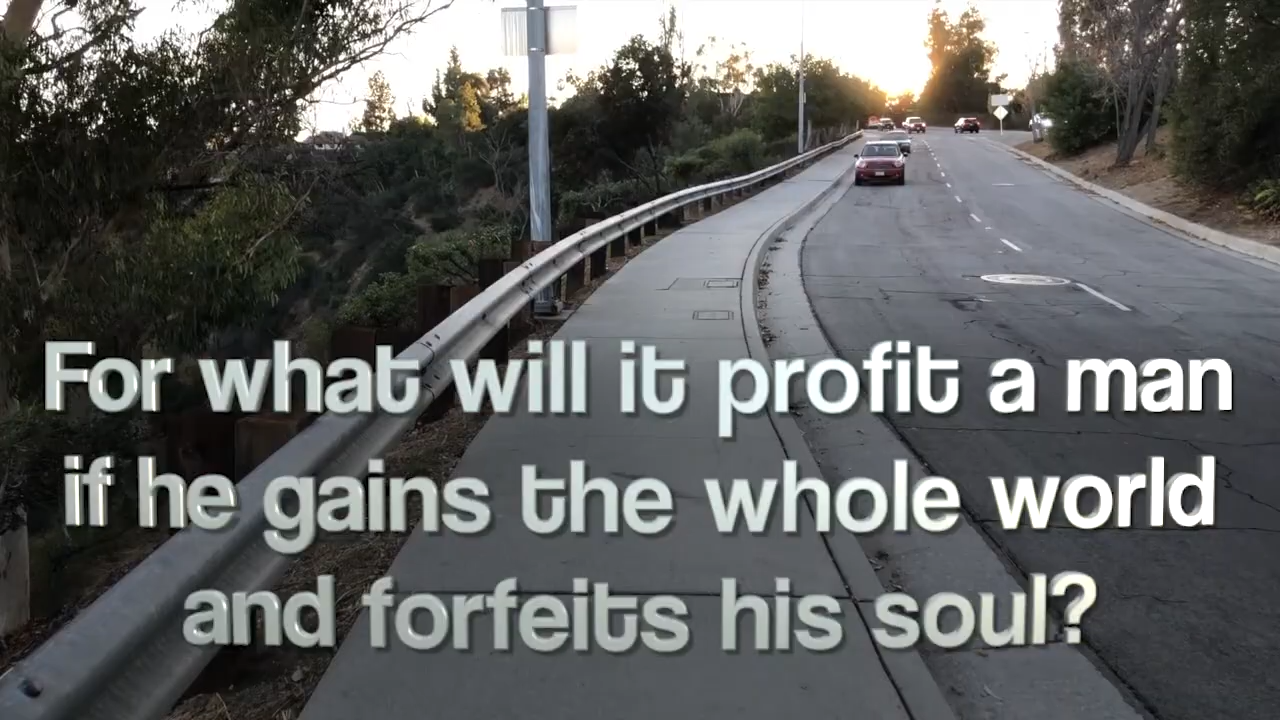 For what will it profit a man
if he gains the whole world
and forfeits his soul?